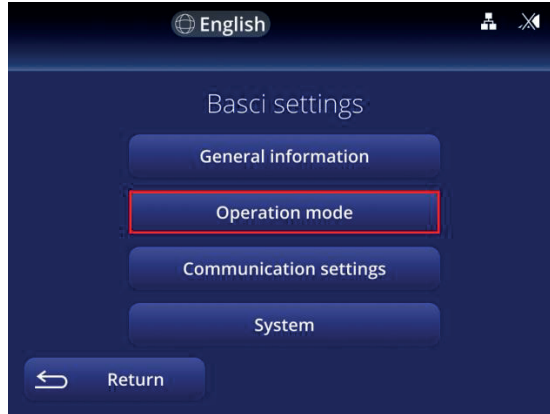 English
Basci settings
General information
Operation mode
Communication settings
System
Return